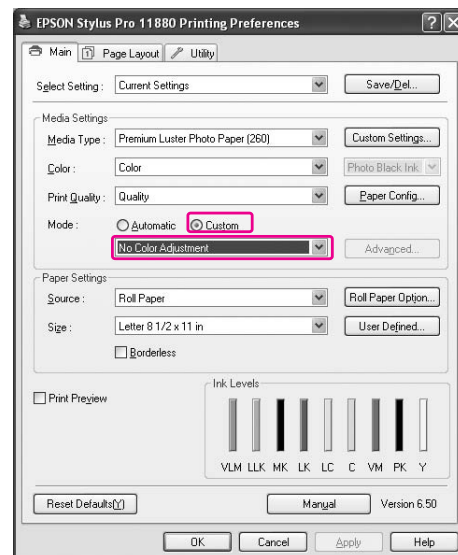 EPSON Stylus Pro 11880 Printing Preferences
Main Page Layout Utility
Select Setting : Current Settings Save/Del...
Media Settings
Media Type : Premium Luster Photo Paper (260) Custom Settings...
Color : Color Photo Black Ink
Print Quality : Quality Paper Config...
Mode : Automatic Custom
No Color Adjustment Advanced...
Paper Settings
Source : Roll Paper Roll Paper Option...
Size : Letter 8 1/2 x 11 in User Defined...
Borderless
Print Preview
Ink Levels
VLM LLK MK LK LC C VM PK Y
Reset Defaults(Y) Manual Version 6.50
OK Cancel Apply Help